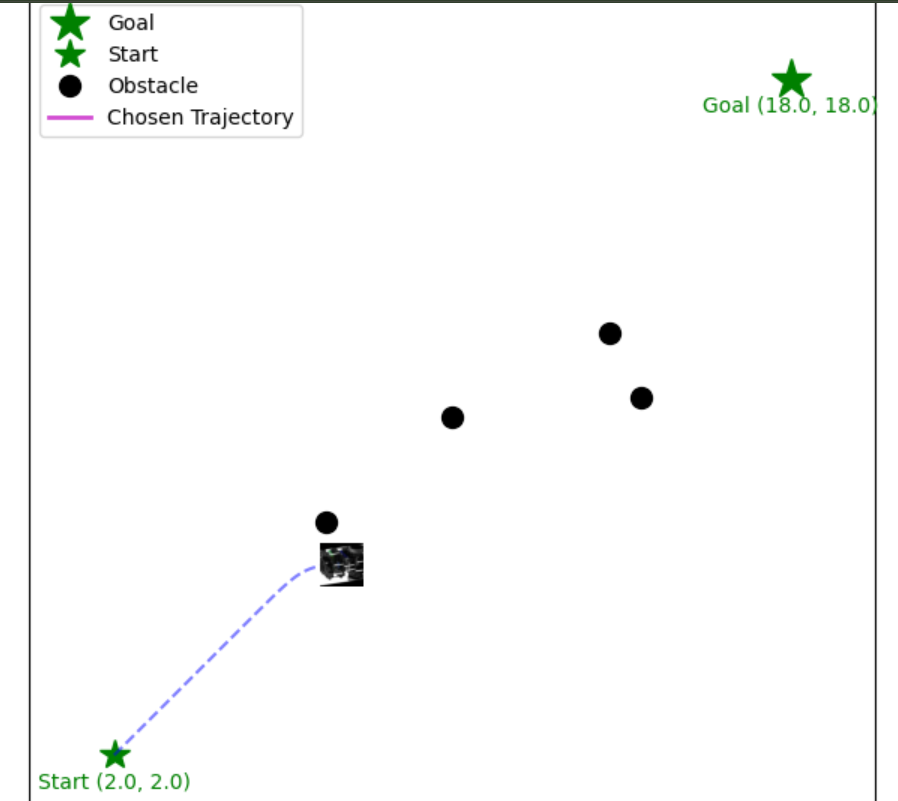 Goal
Start
Obstacle
Chosen Trajectory
Goal (18.0, 18.0)
Start (2.0, 2.0)